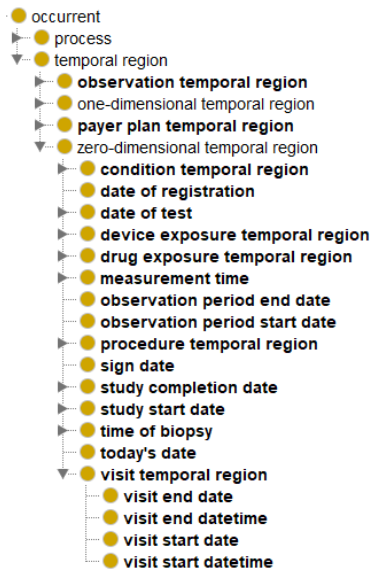 occurrent
process
temporal region
observation temporal region
one-dimensional temporal region
payer plan temporal region
zero-dimensional temporal region
condition temporal region
date of registration
date of test
device exposure temporal region
drug exposure temporal region
measurement time
observation period end date
observation period start date
procedure temporal region
sign date
study completion date
study start date
time of biopsy
today's date
visit temporal region
visit end date
visit end datetime
visit start date
visit start datetime